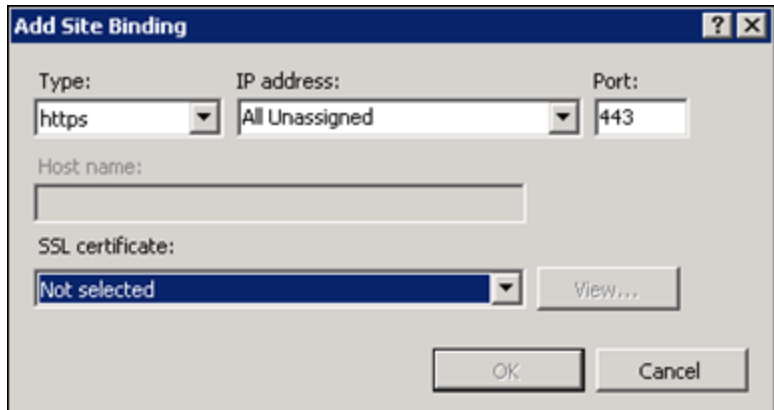 Add Site Binding
Type: IP address: Port:
https All Unassigned 443
Host name:
SSL certificate:
Not selected View...
OK Cancel